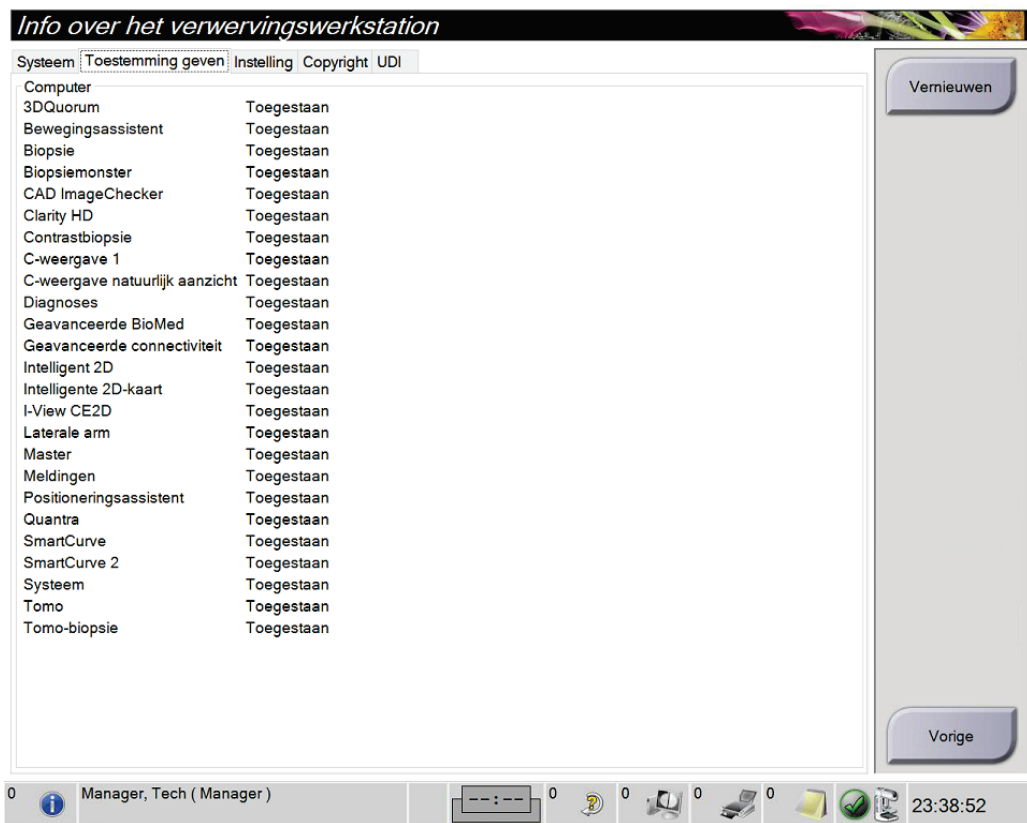 Info over het verwervingswerkstation
Systeem Toestemming geven Instelling Copyright UDI
Vernieuwen
Computer
3DQuorum Toegestaan
Bewegingsassistent Toegestaan
Biopsie Toegestaan
Biopsiemonster Toegestaan
CAD ImageChecker Toegestaan
Clarity HD Toegestaan
Contrastbiopsie Toegestaan
C-weergave 1 Toegestaan
C-weergave natuurlijk aanzicht Toegestaan
Diagnoses Toegestaan
Geavanceerde BioMed Toegestaan
Geavanceerde connectiviteit Toegestaan
Intelligent 2D Toegestaan
Intelligente 2D-kaart Toegestaan
I-View CE2D Toegestaan
Laterale arm Toegestaan
Master Toegestaan
Meldingen Toegestaan
Positioneringsassistent Toegestaan
Quantra Toegestaan
SmartCurve Toegestaan
SmartCurve 2 Toegestaan
Systeem Toegestaan
Tomo Toegestaan
Tomo-biopsie Toegestaan
Vorige
0 Manager, Tech ( Manager ) --:-- 0 0 0 0 23:38:52